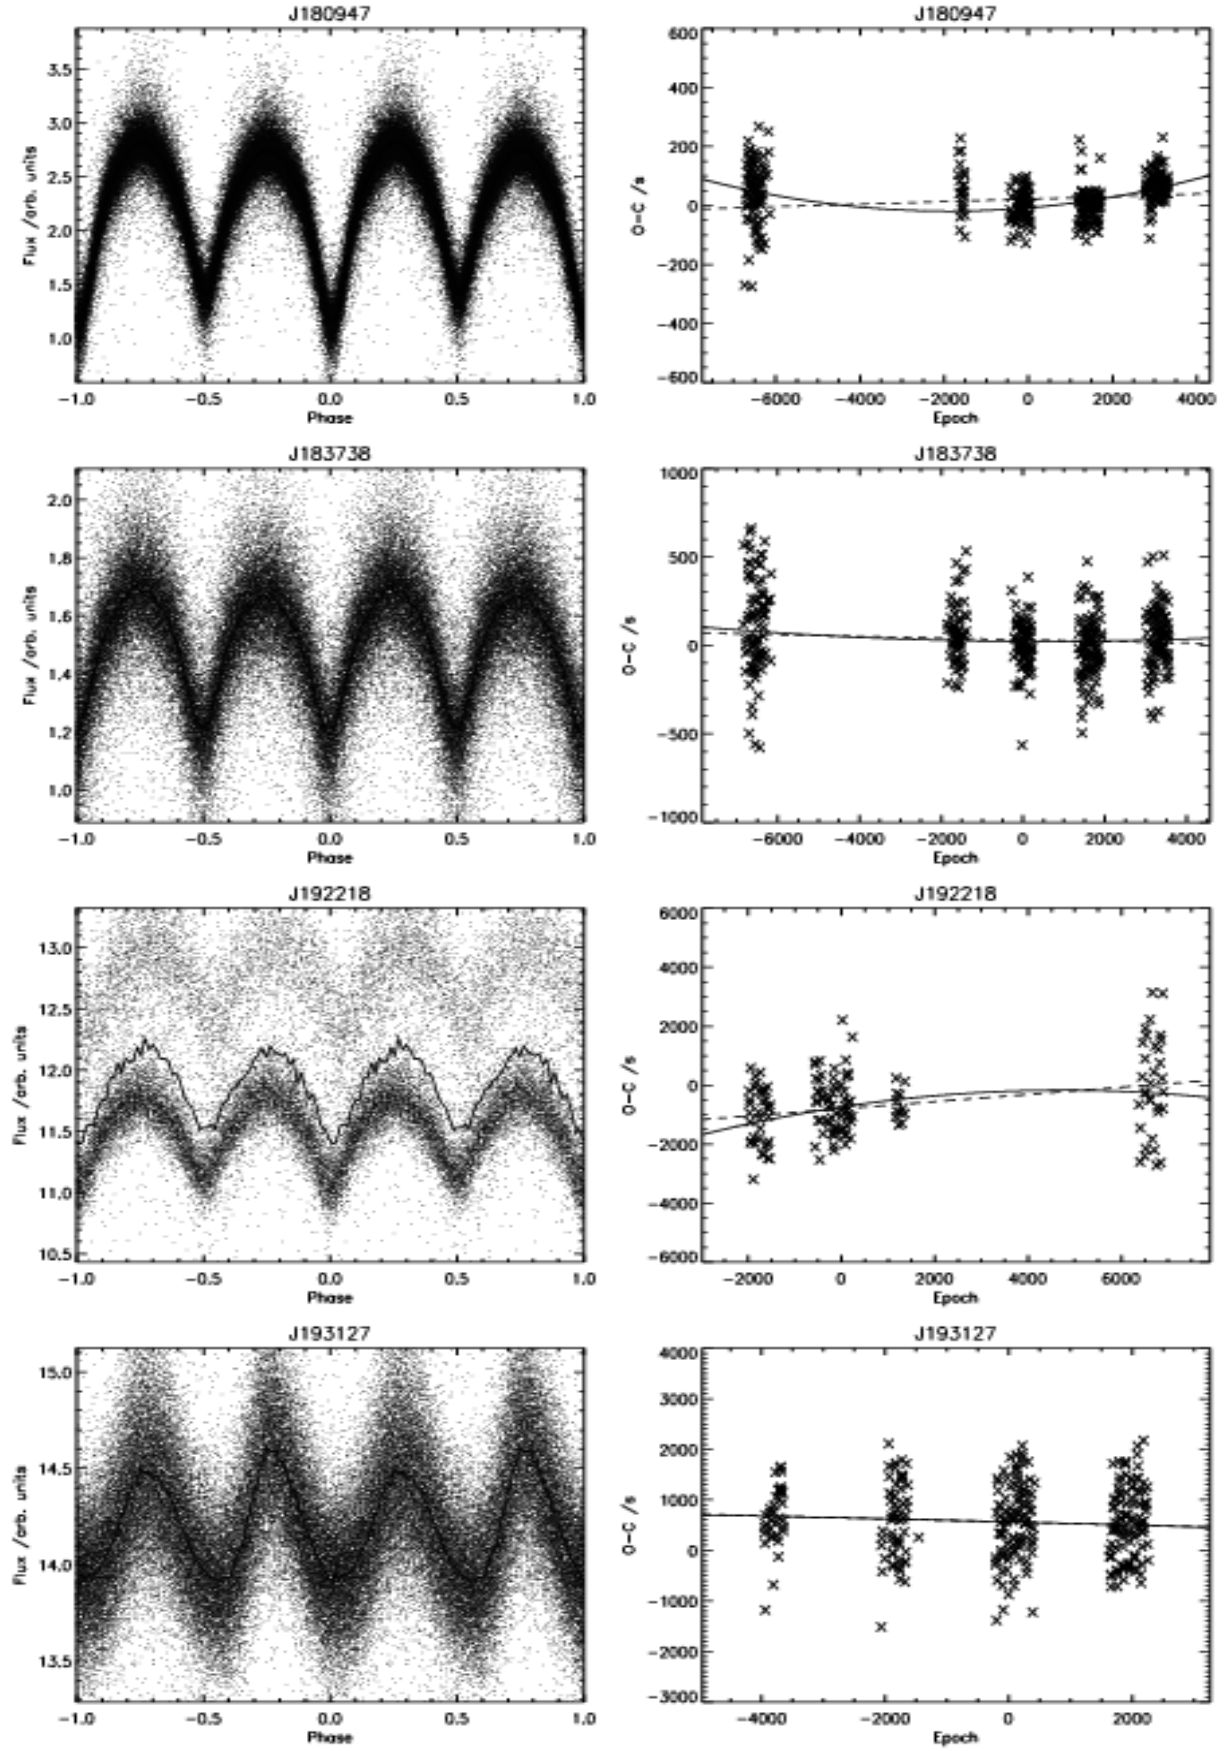 J180947
3.5
3.0
2.5
2.0
1.5
1.0
Flux /arb. units
−1.0 −0.5 0.0 0.5 1.0
Phase
J180947
600
400
200
0
−200
−400
−600
O−C /s
−6000 −4000 −2000 0 2000 4000
Epoch
J183738
2.0
1.8
1.6
1.4
1.2
1.0
Flux /arb. units
−1.0 −0.5 0.0 0.5 1.0
Phase
J183738
1000
500
0
−500
−1000
O−C /s
−6000 −4000 −2000 0 2000 4000
Epoch
J192218
13.0
12.5
12.0
11.5
11.0
10.5
Flux /arb. units
−1.0 −0.5 0.0 0.5 1.0
Phase
J192218
6000
4000
2000
0
−2000
−4000
−6000
O−C /s
−2000 0 2000 4000 6000
Epoch
J193127
15.0
14.5
14.0
13.5
Flux /arb. units
−1.0 −0.5 0.0 0.5 1.0
Phase
J193127
4000
3000
2000
1000
0
−1000
−2000
−3000
O−C /s
−4000 −2000 0 2000
Epoch